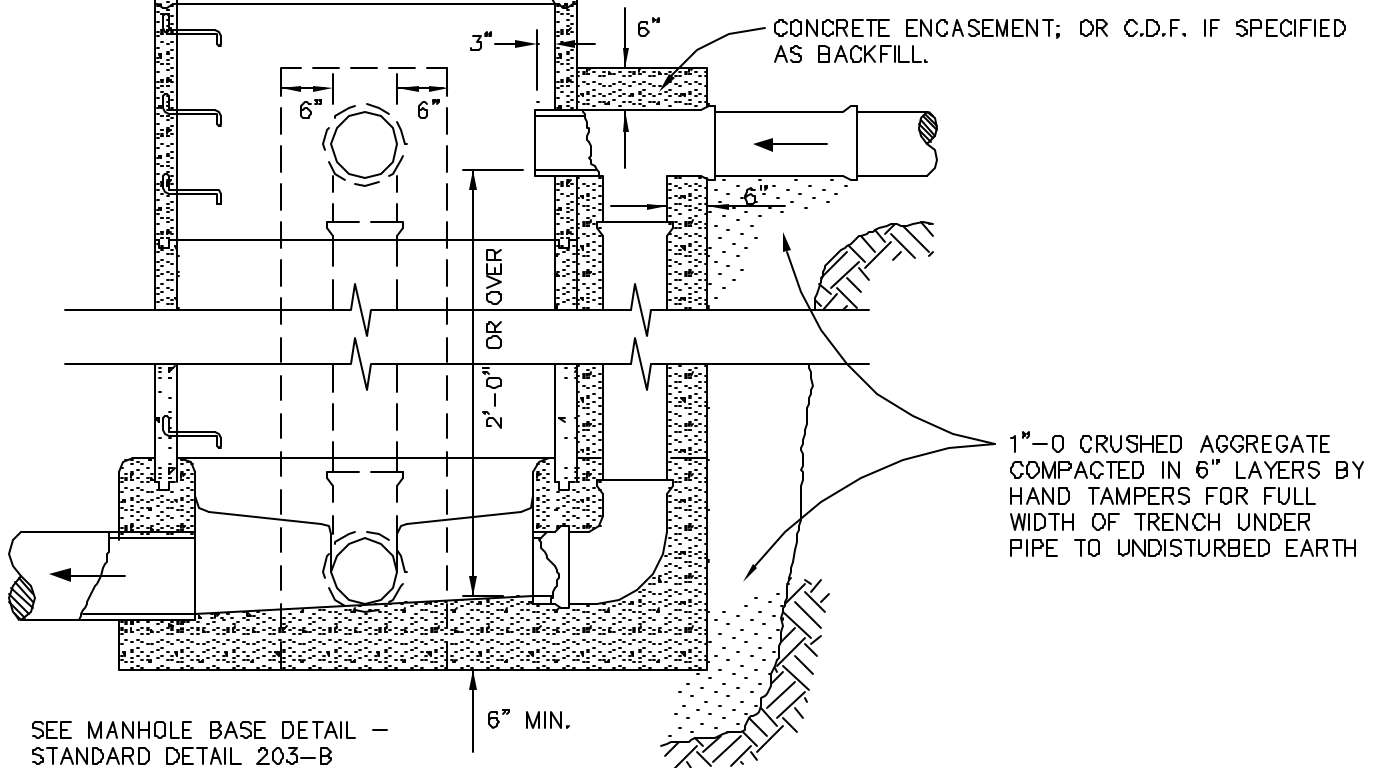 3"
6"
CONCRETE ENCASEMENT; OR C.D.F. IF SPECIFIED
AS BACKFILL.
6"
6"
6"
2'-0" OR OVER
1"-0 CRUSHED AGGREGATE
COMPACTED IN 6" LAYERS BY
HAND TAMPERS FOR FULL
WIDTH OF TRENCH UNDER
PIPE TO UNDISTURBED EARTH
6" MIN.
SEE MANHOLE BASE DETAIL -
STANDARD DETAIL 203-B